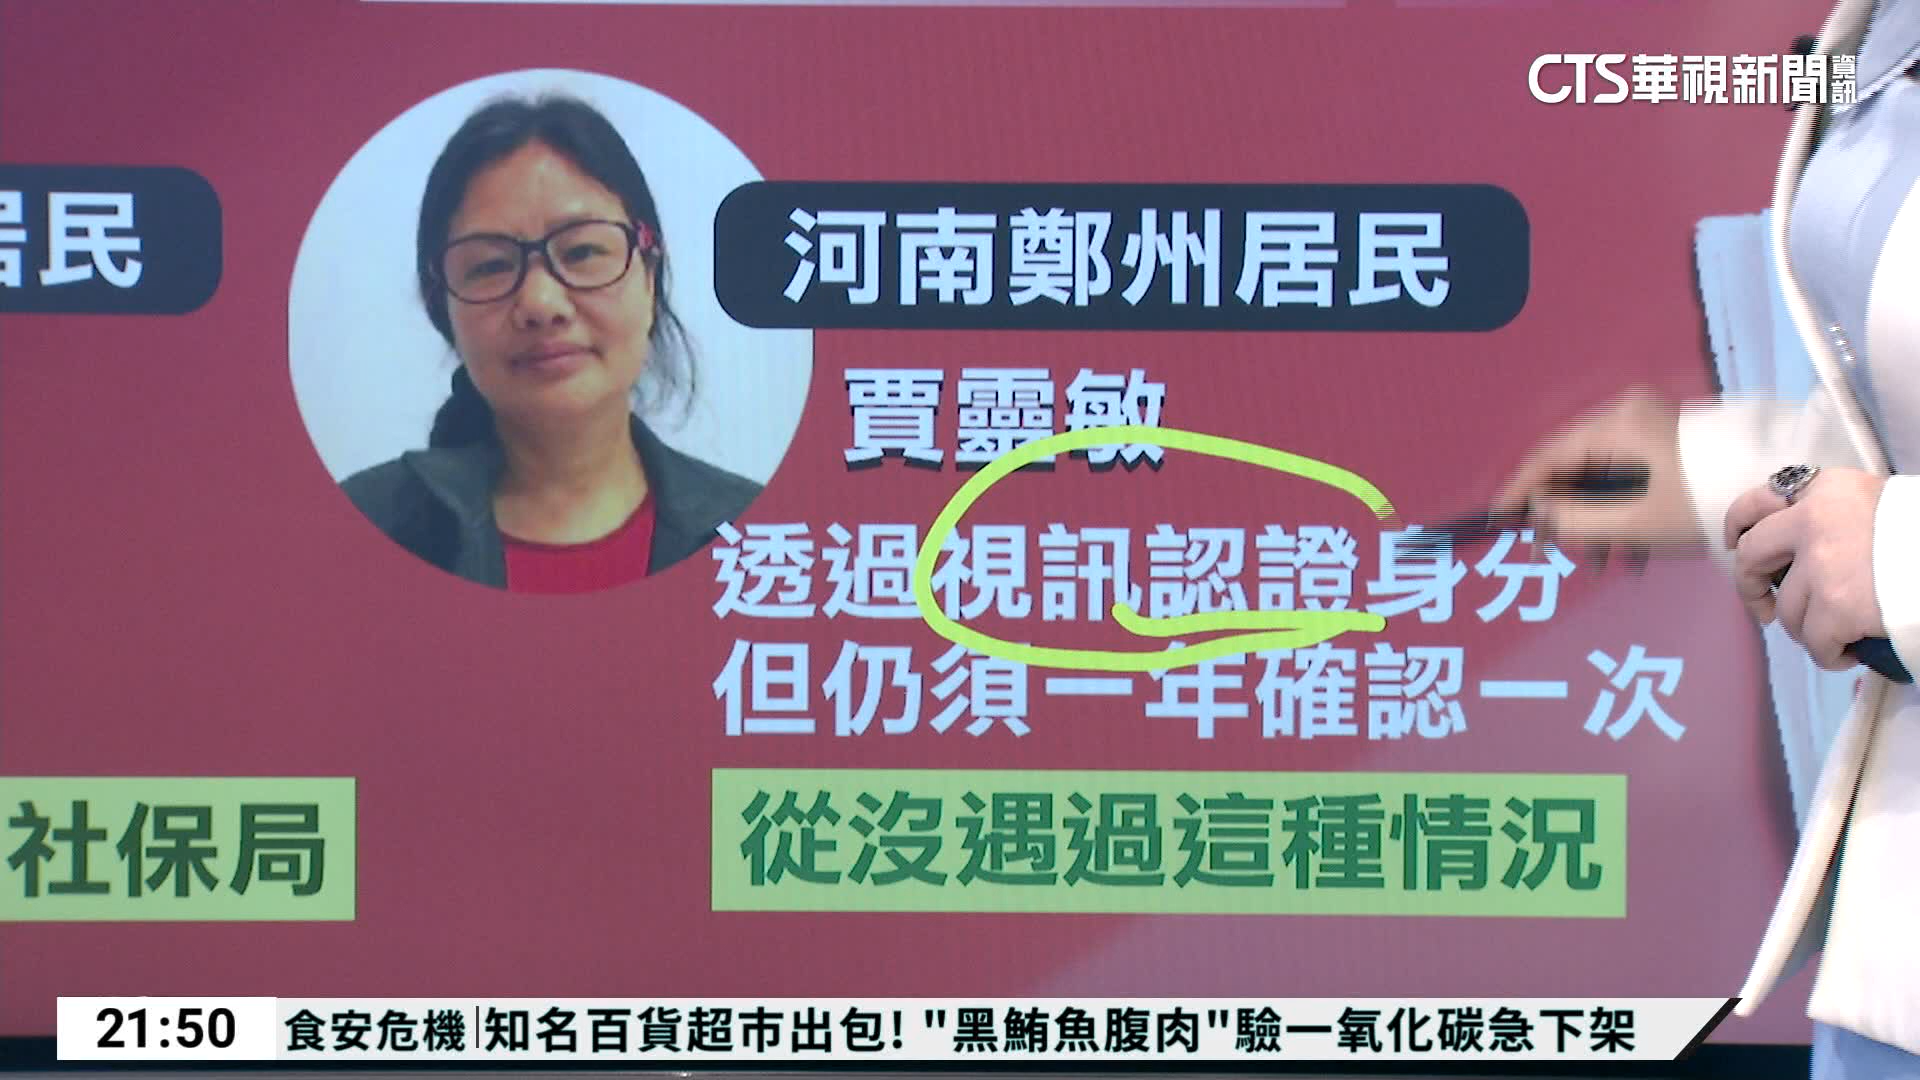 CTS華視新聞資訊
居民
河南鄭州居民
賈靈敏
透過視訊認證身分
但仍須一年確認一次
社保局
從沒遇過這種情況
21:50 食安危機|知名百貨超市出包! "黑鮪魚腹肉"驗一氧化碳急下架